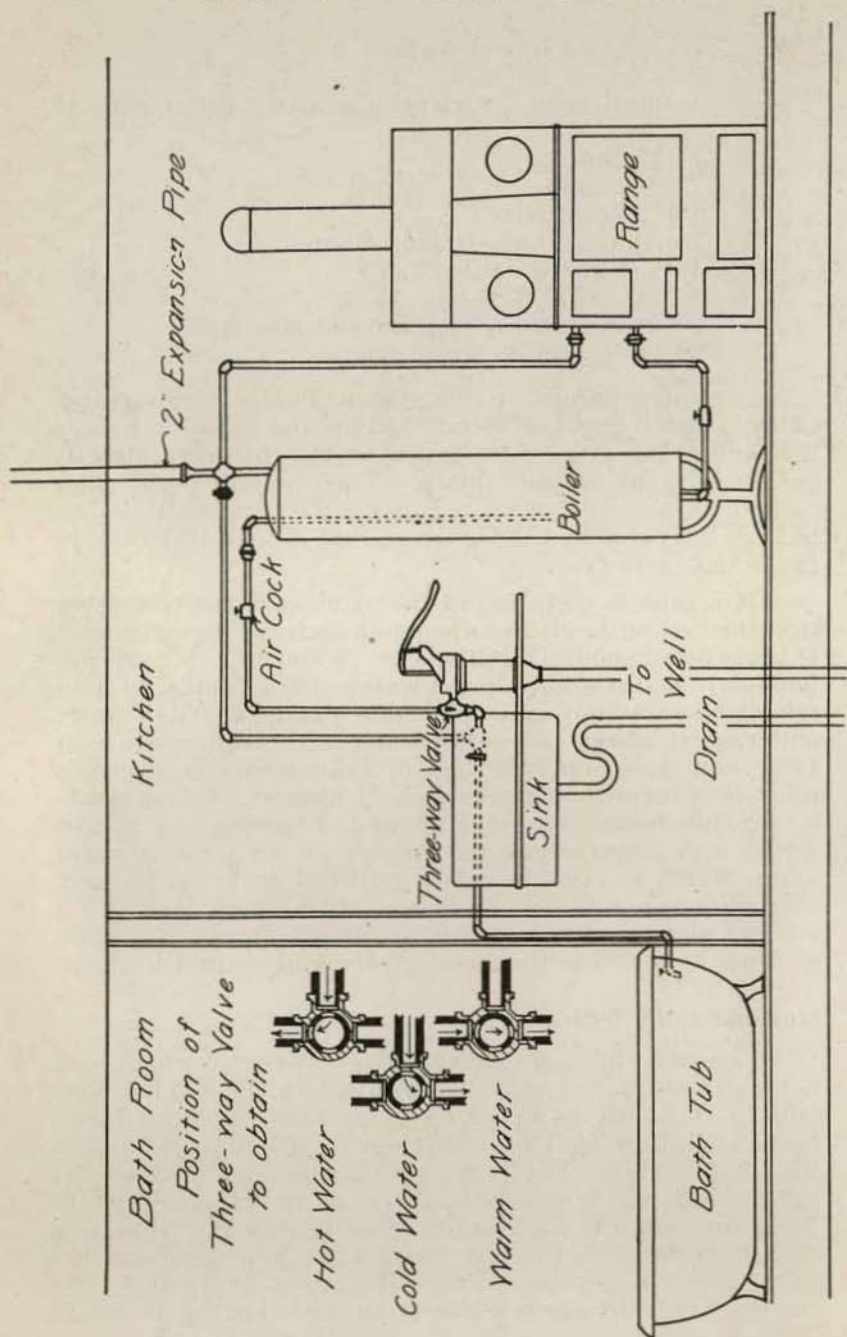 Kitchen
2" Expansion Pipe
Air Cock
Boiler
Range
Three-way Valve
Sink
To
Well
Drain
Bath Room
Position of
Three-way Valve
to obtain
Hot Water
Cold Water
Warm Water
Bath Tub